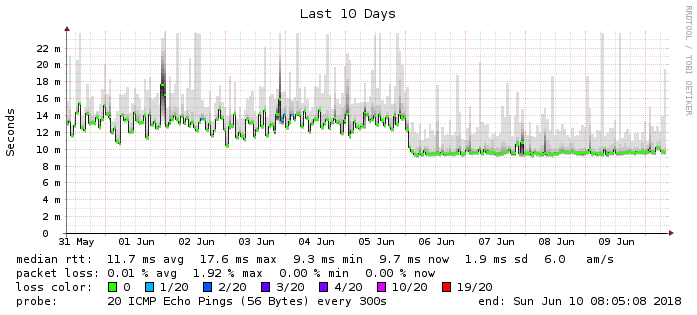 Last 10 Days
RRDTOOL / TOBI OETIKER
Seconds
22 m
20 m
18 m
16 m
14 m
12 m
10 m
8 m
6 m
4 m
2 m
0
31 May 01 Jun 02 Jun 03 Jun 04 Jun 05 Jun 06 Jun 07 Jun 08 Jun 09 Jun
median rtt: 11.7 ms avg 17.6 ms max 9.3 ms min 9.7 ms now 1.9 ms sd 6.0 am/s
packet loss: 0.01 % avg 1.92 % max 0.00 % min 0.00 % now
loss color: 0 1/20 2/20 3/20 4/20 10/20 19/20
probe: 20 ICMP Echo Pings (56 Bytes) every 300s end: Sun Jun 10 08:05:08 2018